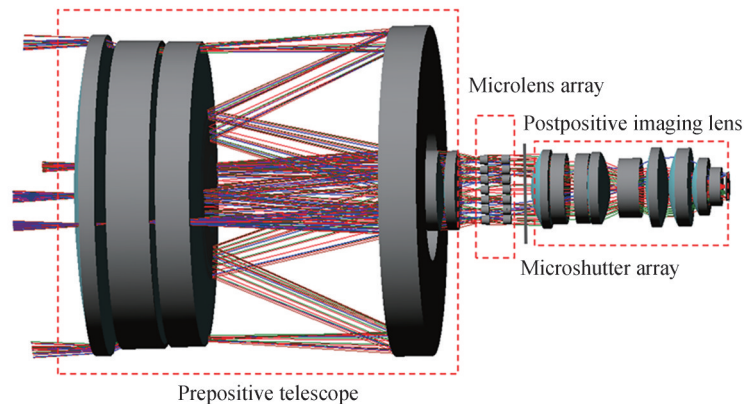 Microlens array
Postpositive imaging lens
Microshutter array
Prepositive telescope